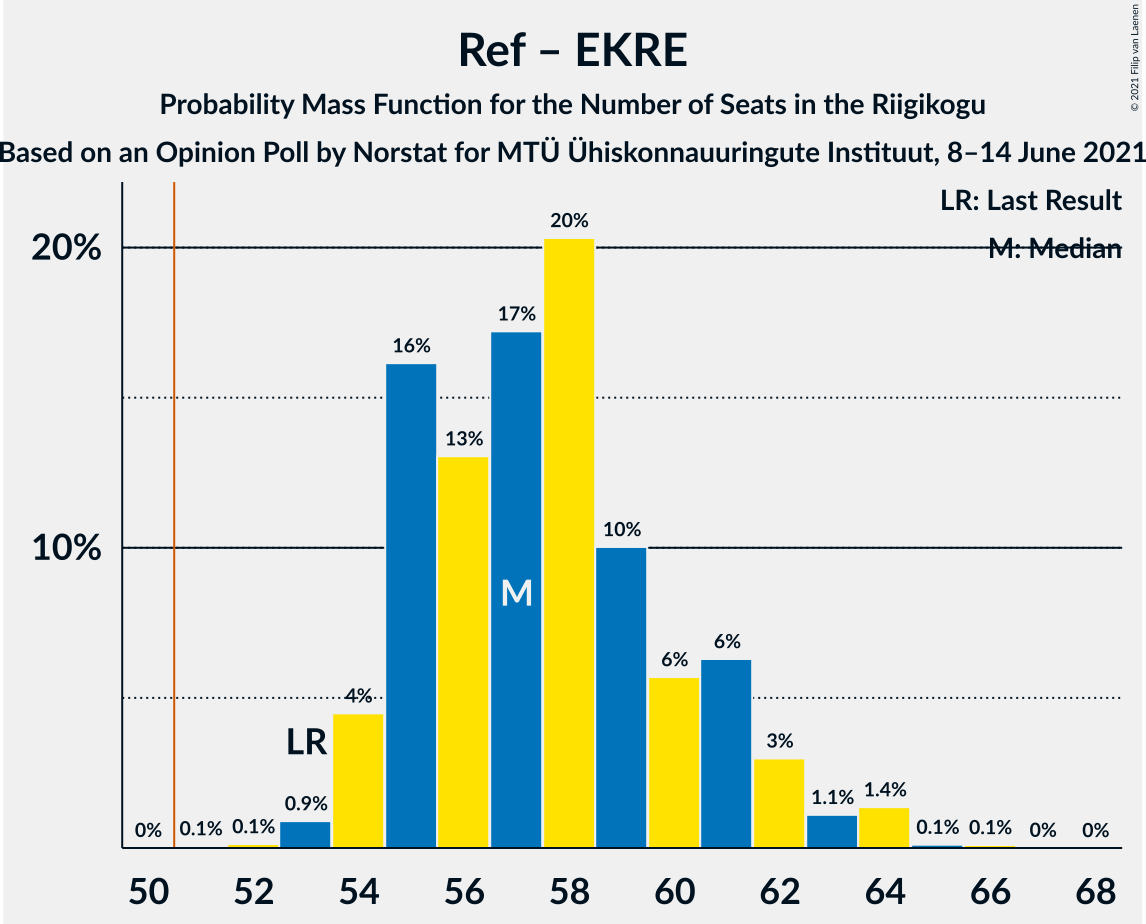 Ref – EKRE
Probability Mass Function for the Number of Seats in the Riigikogu
Based on an Opinion Poll by Norstat for MTÜ Ühiskonnauuringute Instituut, 8–14 June 2021
© 2021 Filip van Laenen
LR: Last Result
M: Median
20%
10%
0%
0.1%
0.1%
0.9%
LR
4%
16%
13%
17%
M
20%
10%
6%
6%
3%
1.1%
1.4%
0.1%
0.1%
0%
0%
50 52 54 56 58 60 62 64 66 68